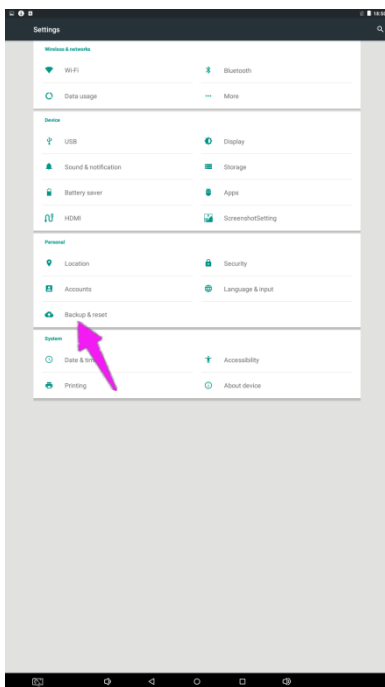 Settings
Wireless & networks
Wi-Fi
Bluetooth
Data usage
More
Device
USB
Display
Sound & notification
Storage
Battery saver
Apps
HDMI
ScreenshotSetting
Personal
Location
Security
Accounts
Language & input
Backup & reset
System
Date & time
Accessibility
Printing
About device